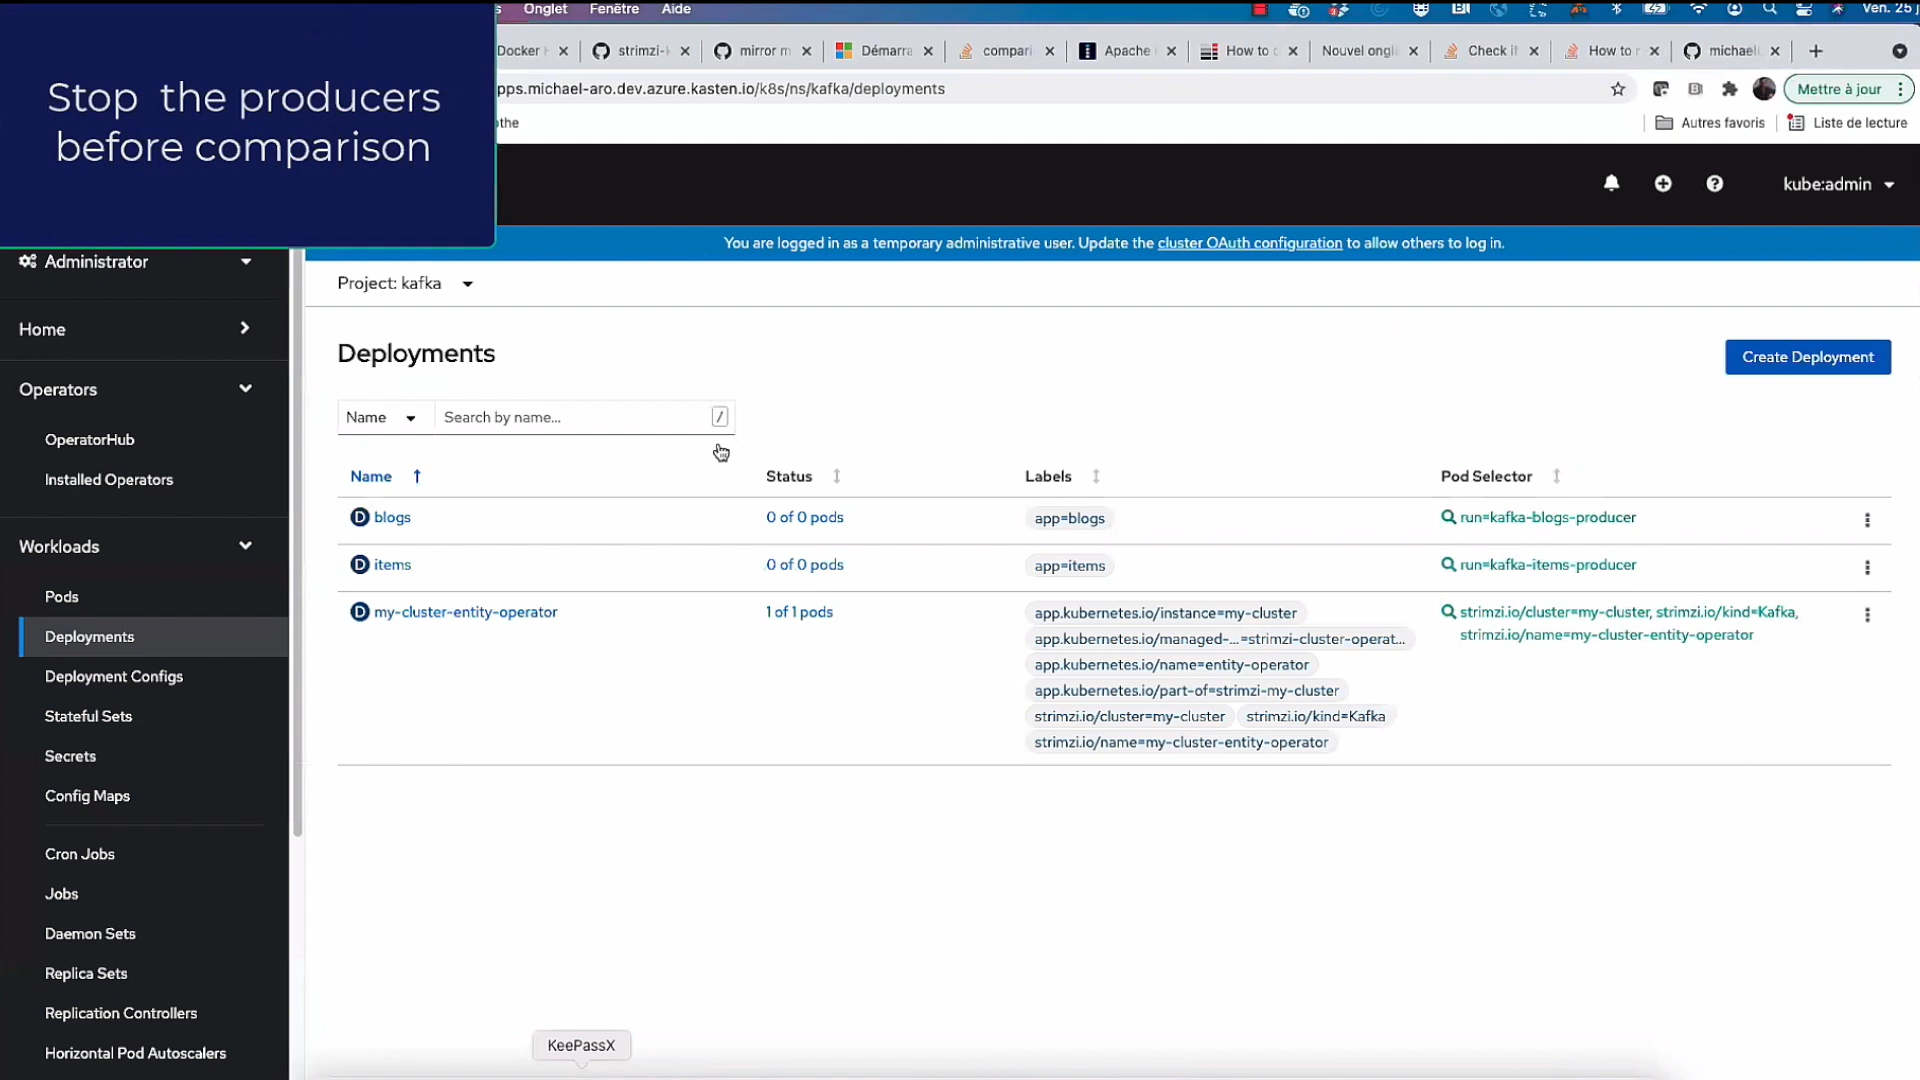 Onglet Fenêtre Aide
Ven. 25 j
Stop the producers
before comparison
Docker
strimzi-k
mirror m
Démarra
compari
Apache
How to c
Nouvel ongl
Check if
How to r
michael
pps.michael-aro.dev.azure.kasten.io/k8s/ns/kafka/deployments
Mettre à jour
othe
Autres favoris
Liste de lecture
kube:admin
You are logged in as a temporary administrative user. Update the cluster OAuth configuration to allow others to log in.
Administrator
Home
Operators
OperatorHub
Installed Operators
Workloads
Pods
Deployments
Deployment Configs
Stateful Sets
Secrets
Config Maps
Cron Jobs
Jobs
Daemon Sets
Replica Sets
Replication Controllers
Horizontal Pod Autoscalers
Project: kafka
Deployments
Create Deployment
Name
Search by name...
/
Name Status Labels Pod Selector
D blogs 0 of 0 pods app=blogs run=kafka-blogs-producer
D items 0 of 0 pods app=items run=kafka-items-producer
D my-cluster-entity-operator 1 of 1 pods
app.kubernetes.io/instance=my-cluster
app.kubernetes.io/managed-...=strimzi-cluster-operat...
app.kubernetes.io/name=entity-operator
app.kubernetes.io/part-of=strimzi-my-cluster
strimzi.io/cluster=my-cluster strimzi.io/kind=Kafka
strimzi.io/name=my-cluster-entity-operator
strimzi.io/cluster=my-cluster, strimzi.io/kind=Kafka,
strimzi.io/name=my-cluster-entity-operator
KeePassX